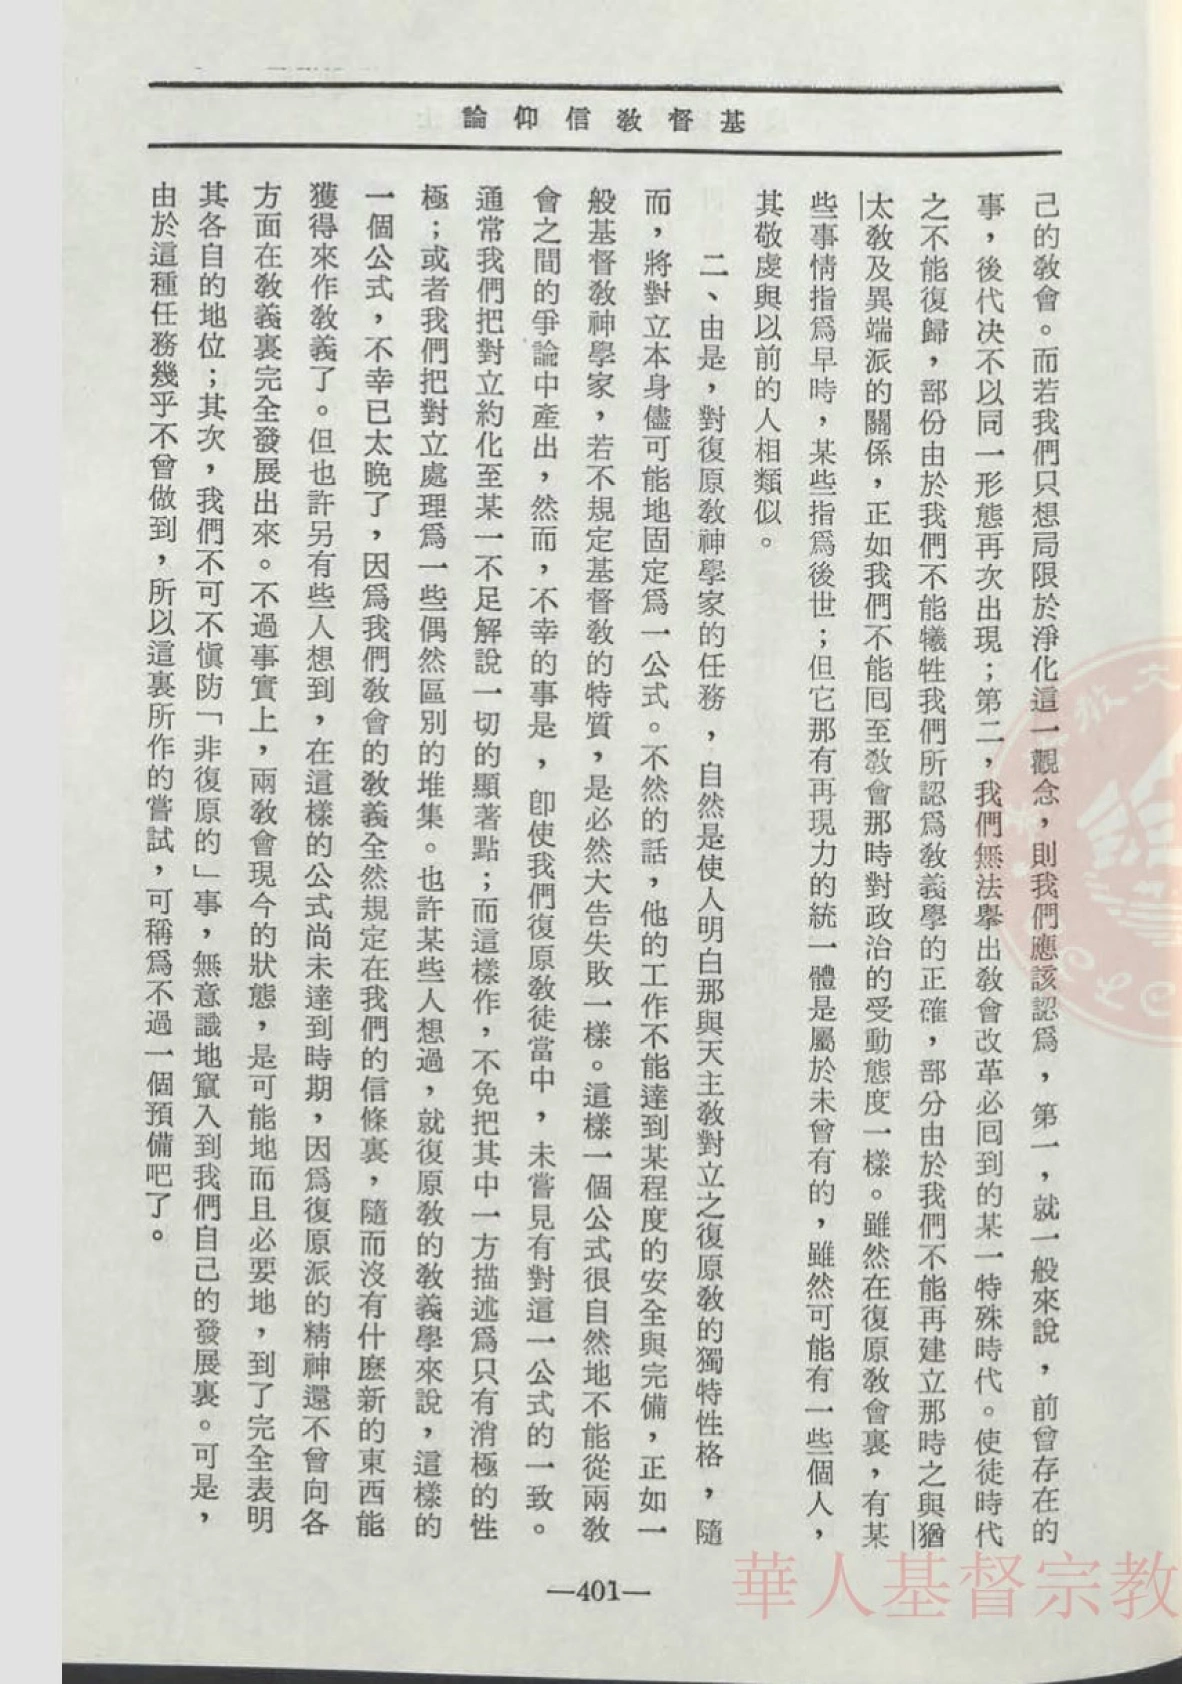 基督敎信仰論
己的敎會。而若我們只想局限於淨化這一觀念，則我們應該認爲，第一，就一般來說，前曾存在的
事，後代决不以同一形態再次出現；第二，我們無法擧出敎會改革必囘到的某一特殊時代。使徒時代
之不能復歸，部份由於我們不能犧牲我們所認爲敎義學的正確，部分由於我們不能再建立那時之與猶
太敎及異端派的關係，正如我們不能囘至敎會那時對政治的受動態度一樣。雖然在復原敎會裏，有某
些事情指爲早時，某些指爲後世；但它那有再現力的統一體是屬於未曾有的，雖然可能有一些個人，
其敬虔與以前的人相類似。
二、由是，對復原敎神學家的任務，自然是使人明白那與天主敎對立之復原敎的獨特性格，隨
而，將對立本身儘可能地固定爲一公式。不然的話，他的工作不能達到某程度的安全與完備，正如一
般基督敎神學家，若不規定基督敎的特質，是必然大告失敗一樣。這樣一個公式很自然地不能從兩敎
會之間的爭論中產出，然而，不幸的事是，卽使我們復原敎徒當中，未嘗見有對這一公式的一致。
通常我們把對立約化至某一不足解說一切的顯著點；而這樣作，不免把其中一方描述爲只有消極的性
極；或者我們把對立處理爲一些偶然區別的堆集。也許某些人想過，就復原敎的敎義學來說，這樣的
一個公式，不幸已太晩了，因爲我們敎會的敎義全然規定在我們的信條裏，隨而沒有什麽新的東西能
獲得來作敎義了。但也許另有些人想到，在這樣的公式尚未達到時期，因爲復原派的精神還不曾向各
方面在敎義裏完全發展出來。不過事實上，兩敎會現今的狀態，是可能地而且必要地，到了完全表明
其各自的地位；其次，我們不可不愼防「非復原的」事，無意識地竄入到我們自己的發展裏。可是，
由於這種任務幾乎不曾做到，所以這裏所作的嘗試，可稱爲不過一個預備吧了。
—401—
華人基督宗教